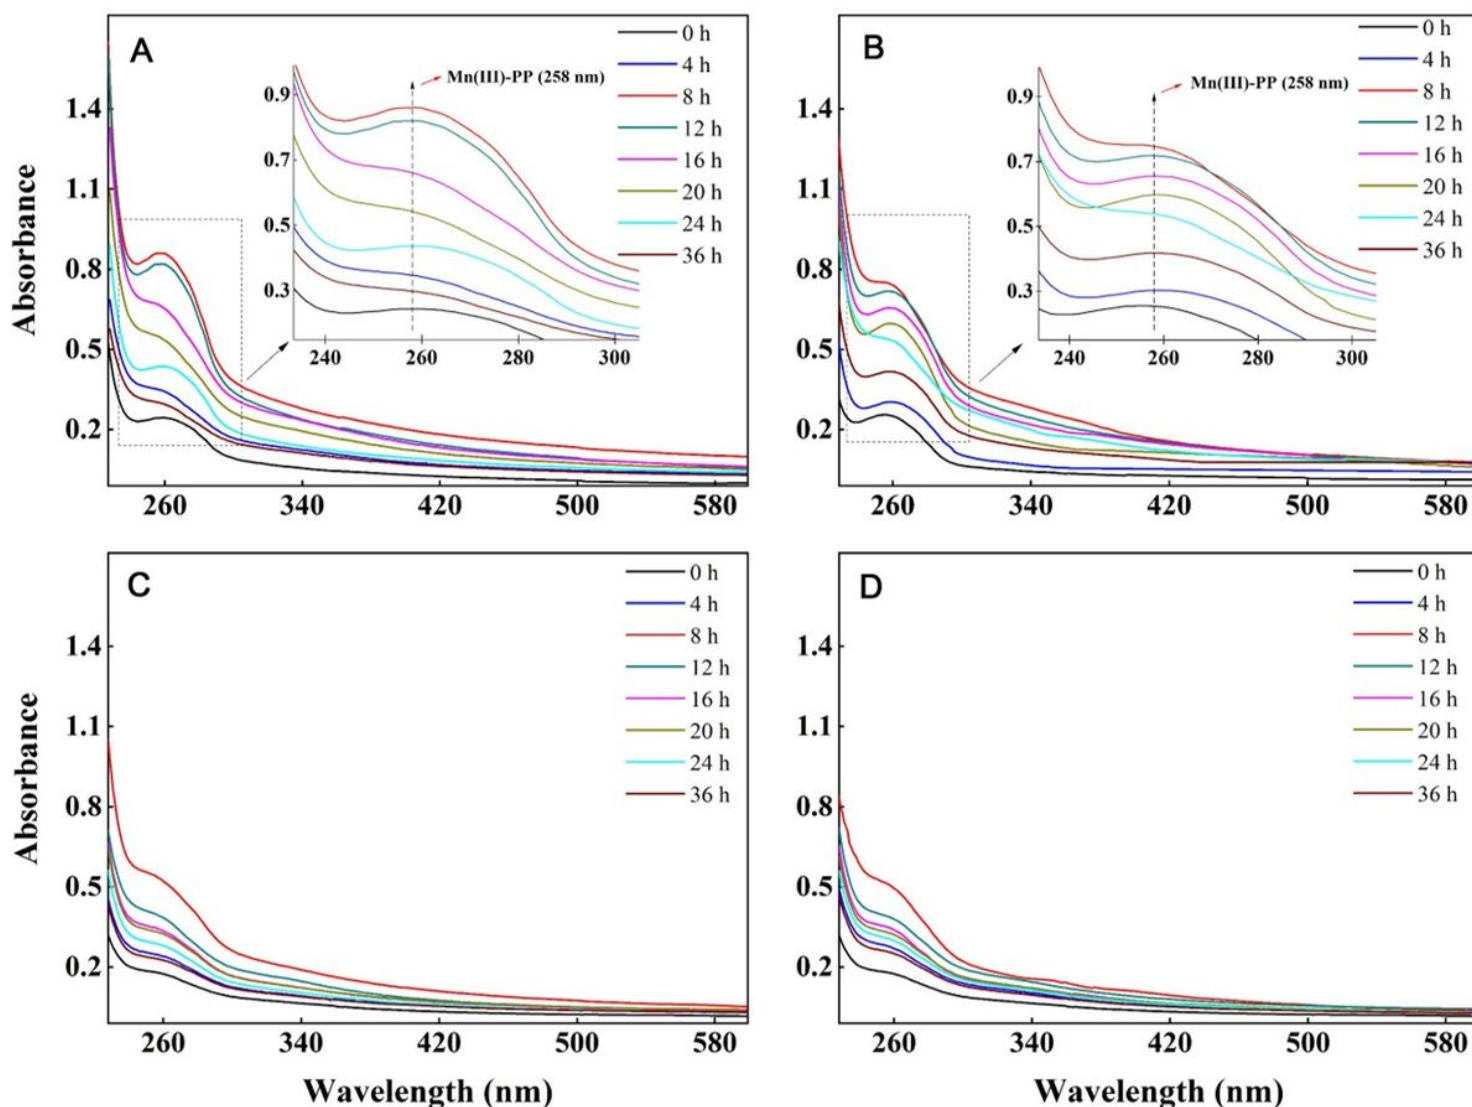 A
0 h
4 h
8 h
12 h
16 h
20 h
24 h
36 h
Mn(III)-PP (258 nm)
0.9
0.7
0.5
0.3
240
260
280
300
1.4
1.1
0.8
0.5
0.2
Absorbance
260
340
420
500
580
B
0 h
4 h
8 h
12 h
16 h
20 h
24 h
36 h
Mn(III)-PP (258 nm)
0.9
0.7
0.5
0.3
240
260
280
300
1.4
1.1
0.8
0.5
0.2
260
340
420
500
580
C
0 h
4 h
8 h
12 h
16 h
20 h
24 h
36 h
1.4
1.1
0.8
0.5
0.2
Absorbance
260
340
420
500
580
Wavelength (nm)
D
0 h
4 h
8 h
12 h
16 h
20 h
24 h
36 h
1.4
1.1
0.8
0.5
0.2
260
340
420
500
580
Wavelength (nm)